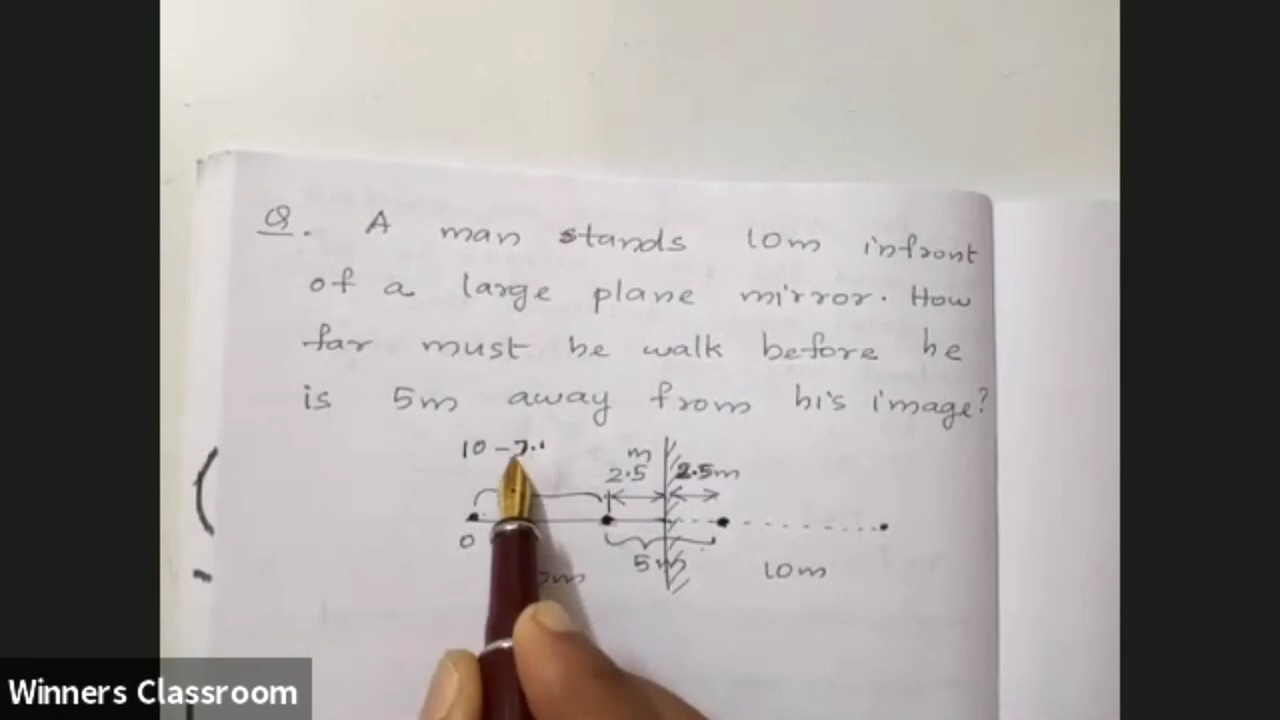 Q. A man stands 10m infront
of a large plane mirror. How
far must he walk before he
is 5m away from his image?
10 -
m
2.5 2.5m
O
5m 10m
Winners Classroom